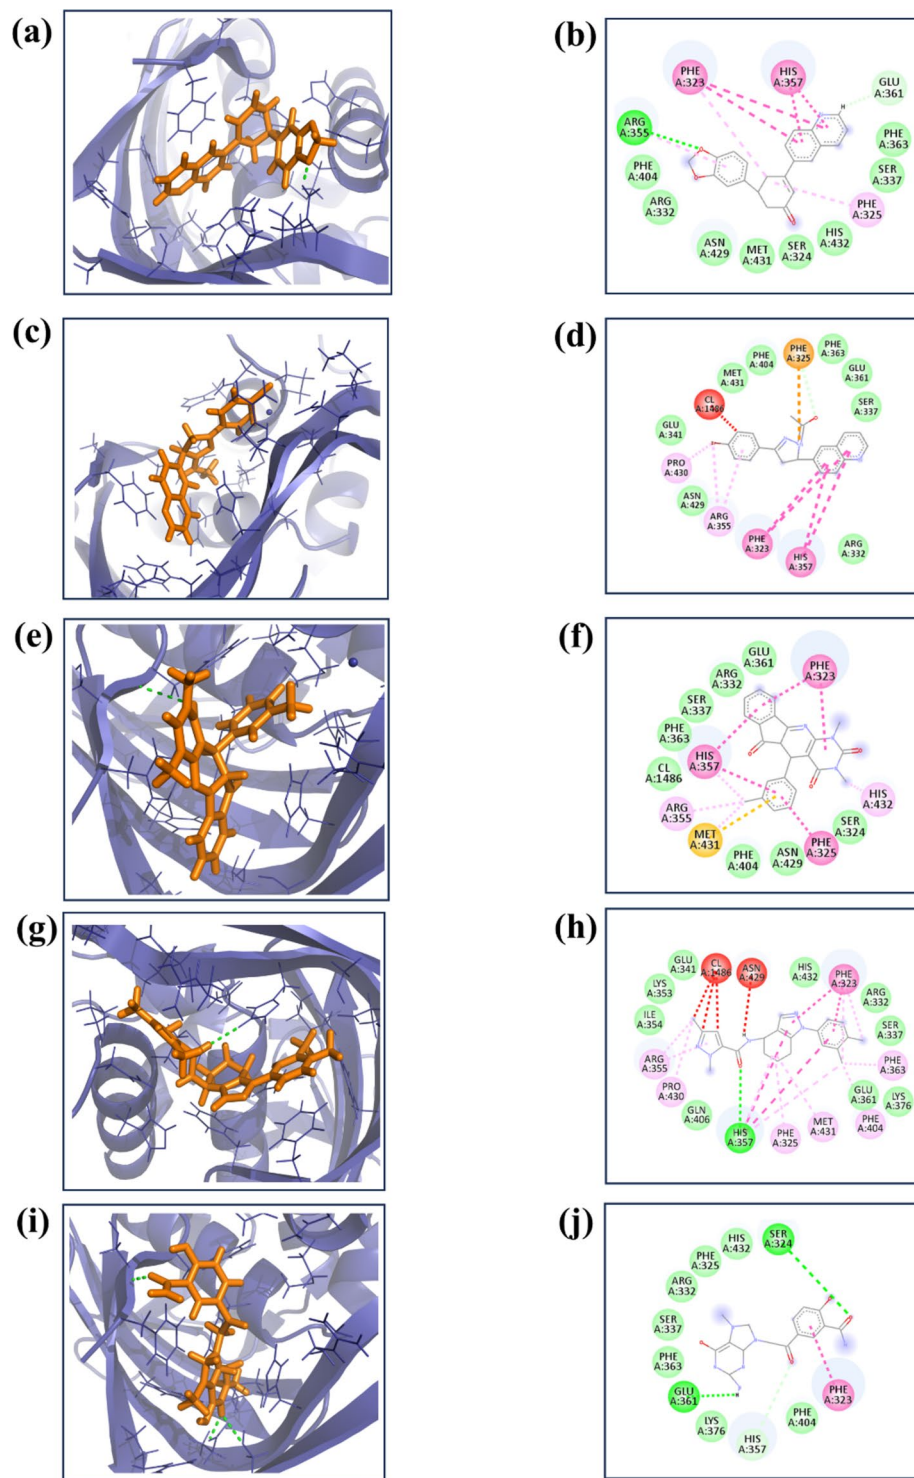 (a)
(b)
PHE
A:323
HIS
A:357
GLU
A:361
ARG
A:355
PHE
A:363
PHE
A:404
SER
A:337
ARG
A:332
PHE
A:325
ASN
A:429
MET
A:431
SER
A:324
HIS
A:432
H
O
O
O
(c)
(d)
PHE
A:325
PHE
A:363
PHE
A:404
MET
A:431
GLU
A:361
CL
A:1486
SER
A:337
GLU
A:341
PRO
A:430
ASN
A:429
ARG
A:355
PHE
A:323
HIS
A:357
ARG
A:332
(e)
(f)
GLU
A:361
PHE
A:323
ARG
A:332
SER
A:337
PHE
A:363
HIS
A:357
CL
A:1486
HIS
A:432
ARG
A:355
SER
A:324
MET
A:431
PHE
A:325
PHE
A:404
ASN
A:429
(g)
(h)
GLU
A:341
CL
A:1486
ASN
A:429
HIS
A:432
PHE
A:323
LYS
A:353
ARG
A:332
ILE
A:354
SER
A:337
ARG
A:355
PHE
A:363
PRO
A:430
GLU
A:361
LYS
A:376
GLN
A:406
PHE
A:404
HIS
A:357
PHE
A:325
MET
A:431
(i)
(j)
SER
A:324
HIS
A:432
PHE
A:325
ARG
A:332
SER
A:337
PHE
A:363
GLU
A:361
PHE
A:323
LYS
A:376
PHE
A:404
HIS
A:357